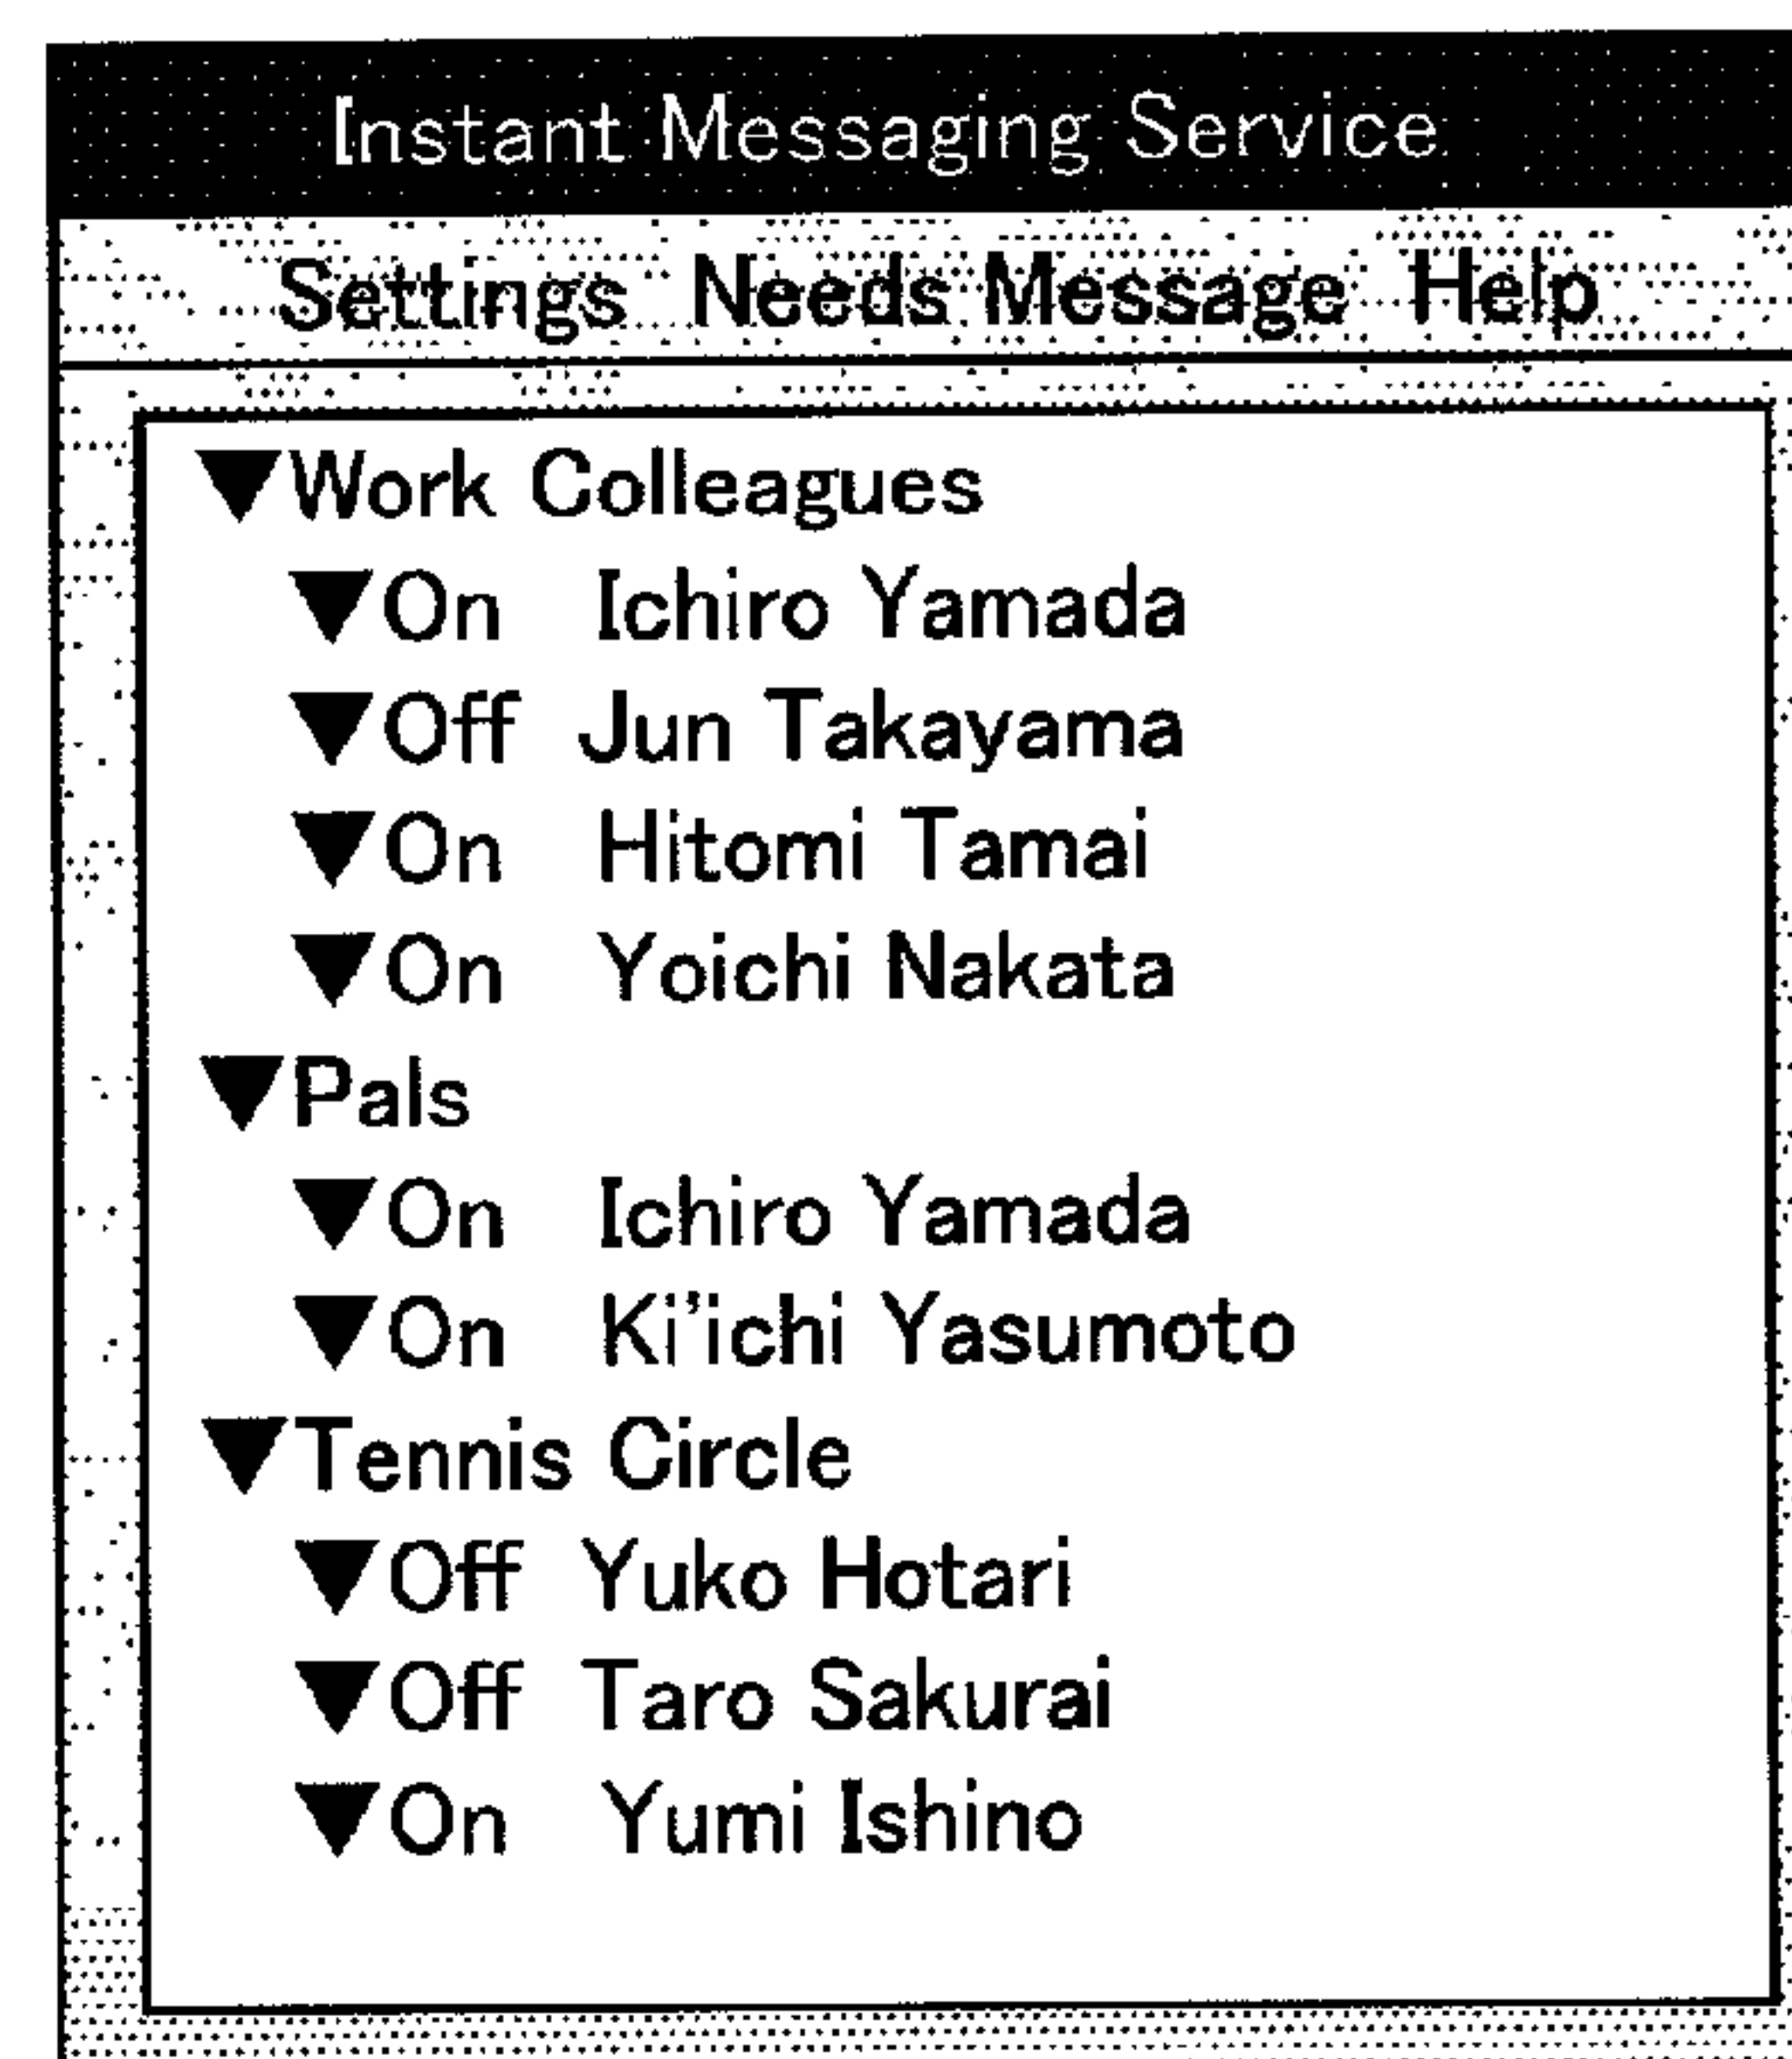 Instant Messaging Service
Settings Needs Message Help
▼Work Colleagues
▼On Ichiro Yamada
▼Off Jun Takayama
▼On Hitomi Tamai
▼On Yoichi Nakata
▼Pals
▼On Ichiro Yamada
▼On Ki'ichi Yasumoto
▼Tennis Circle
▼Off Yuko Hotari
▼Off Taro Sakurai
▼On Yumi Ishino